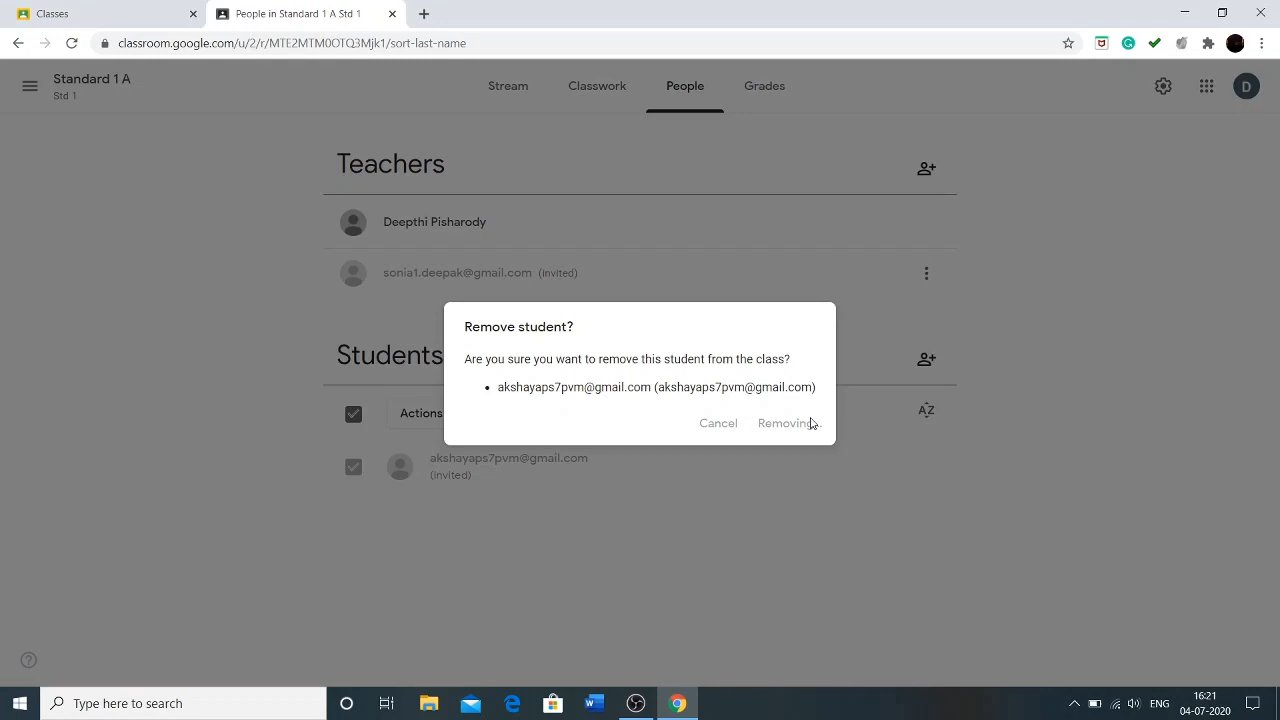 Classes
People in Standard 1 A Std 1
classroom.google.com/u/2/r/MTE2MTM0OTQ3Mjk1/sort-last-name
Standard 1 A
Std 1
Stream
Classwork
People
Grades
D
Teachers
Deepthi Pisharody
sonia1.deepak@gmail.com (invited)
Remove student?
Are you sure you want to remove this student from the class?
akshayaps7pvm@gmail.com (akshayaps7pvm@gmail.com)
Cancel
Removing...
Students
Actions
AZ
akshayaps7pvm@gmail.com
(invited)
Type here to search
ENG
16:21
04-07-2020